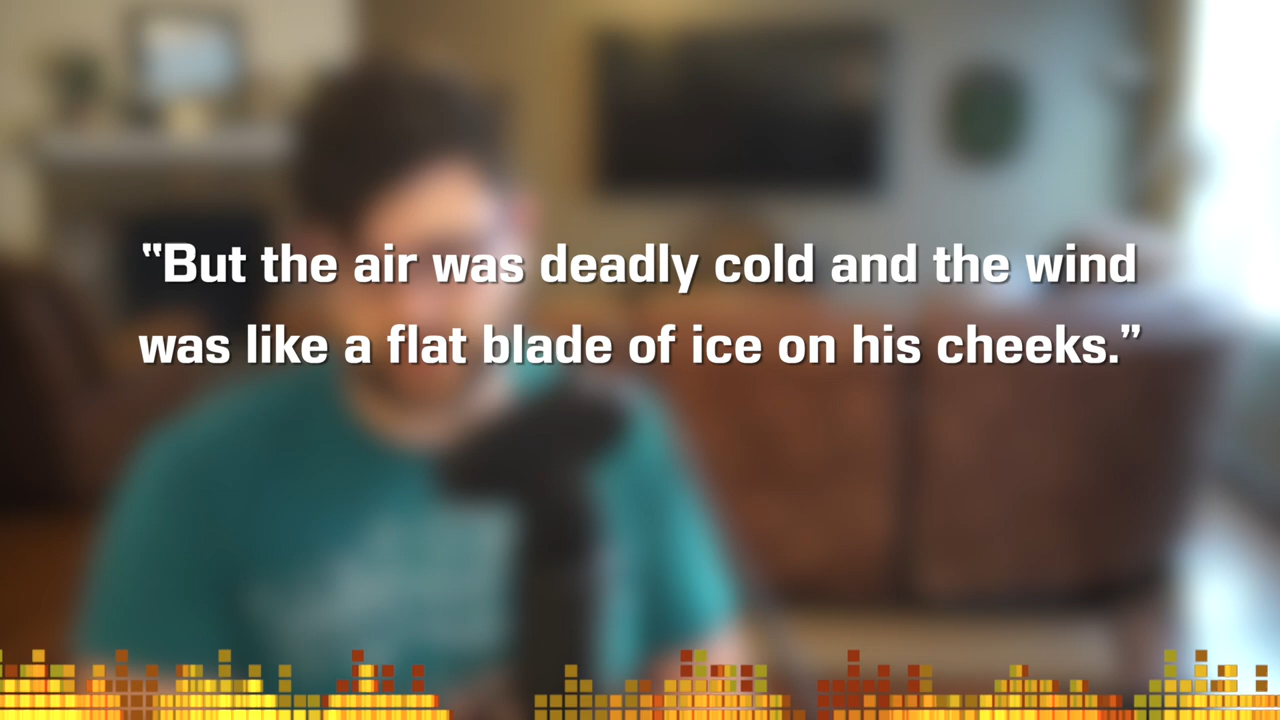 “But the air was deadly cold and the wind
was like a flat blade of ice on his cheeks.”